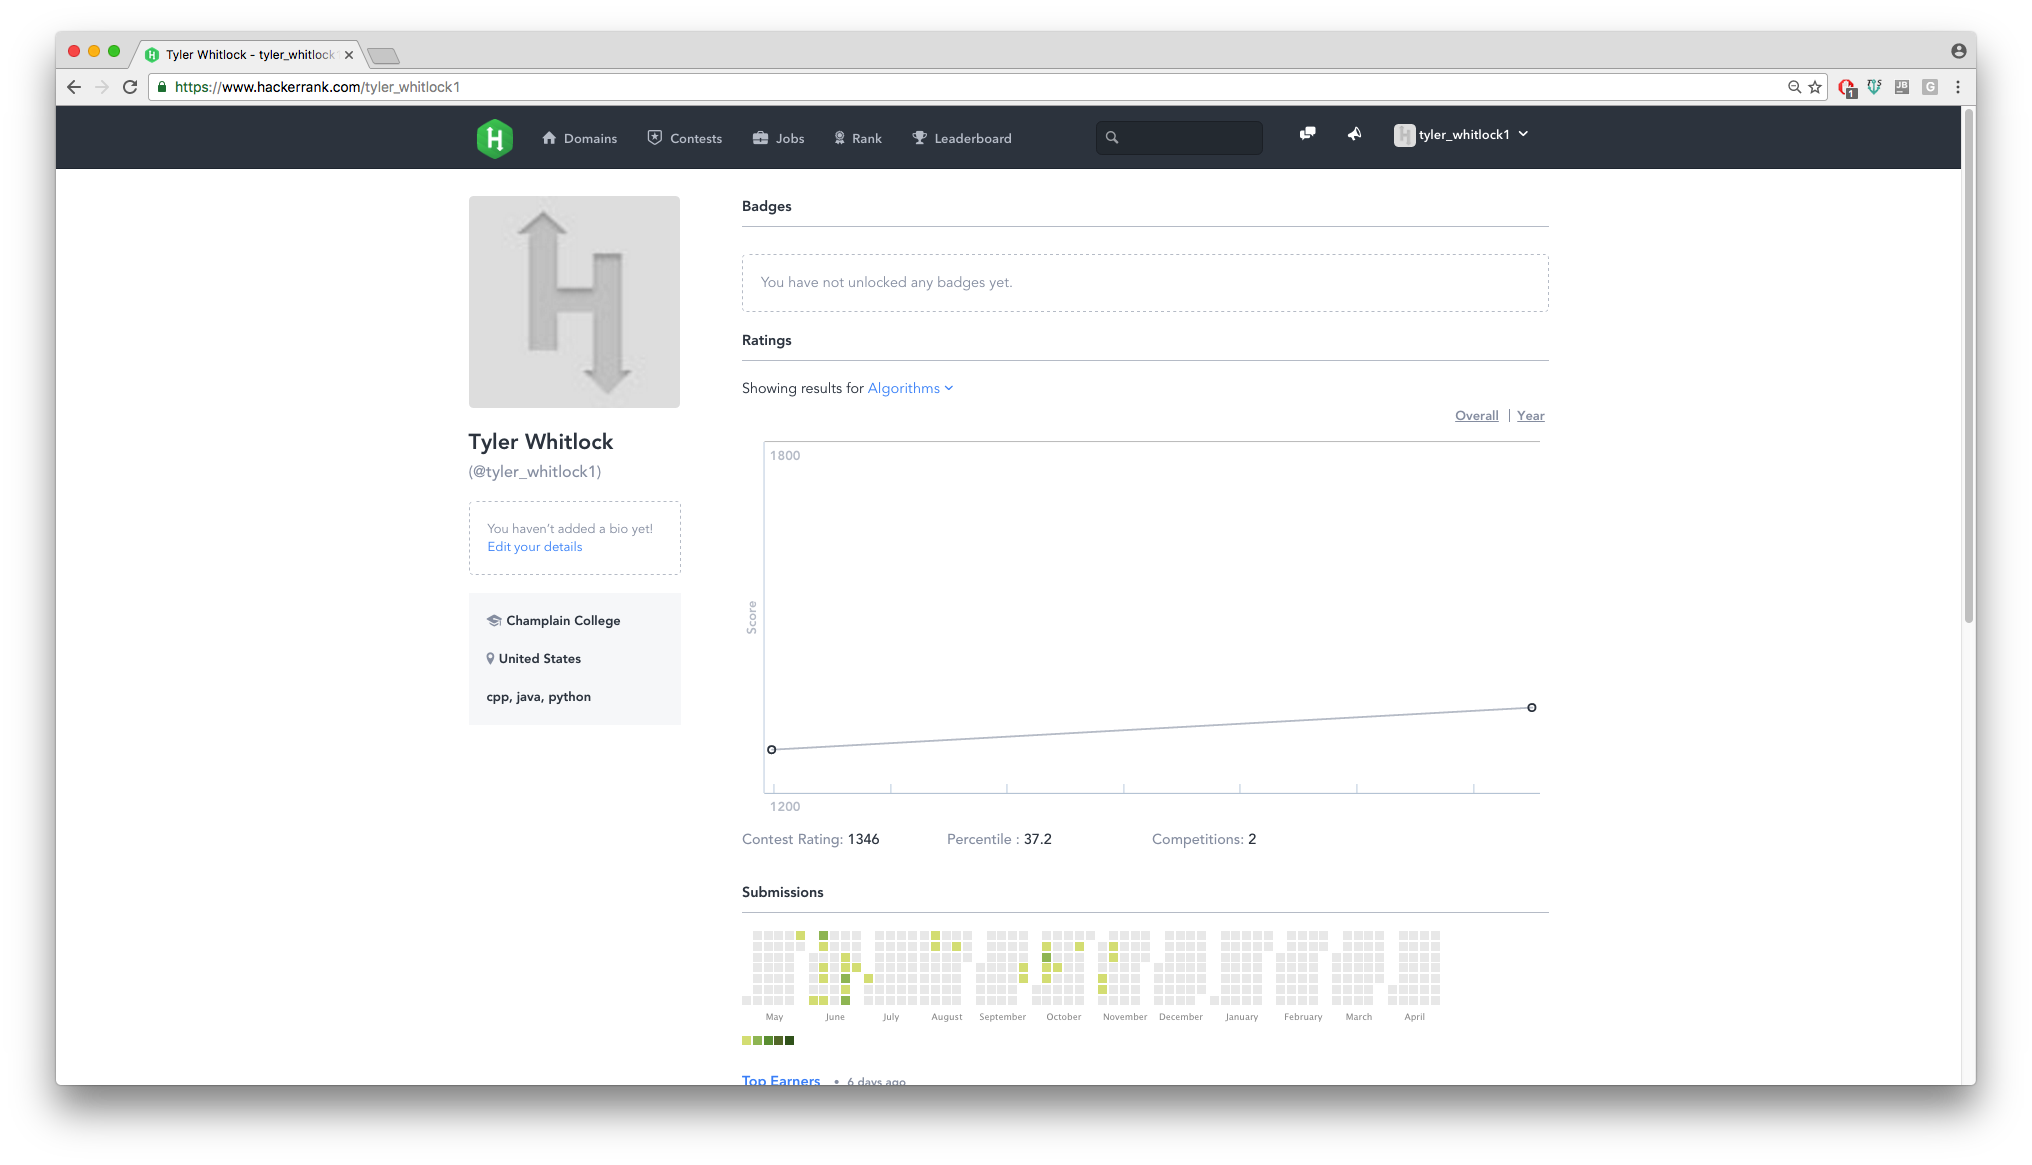 Tyler Whitlock - tyler_whitlock
https://www.hackerrank.com/tyler_whitlock1
1
Domains Contests Jobs Rank Leaderboard tyler_whitlock1
Badges
You have not unlocked any badges yet.
Ratings
Showing results for Algorithms
Overall | Year
Tyler Whitlock
(@tyler_whitlock1)
You haven't added a bio yet!
Edit your details
Champlain College
United States
cpp, java, python
1800
Score
1200
Contest Rating: 1346 Percentile : 37.2 Competitions: 2
Submissions
May June July August September October November December January February March April
Top Earners • 6 days ago